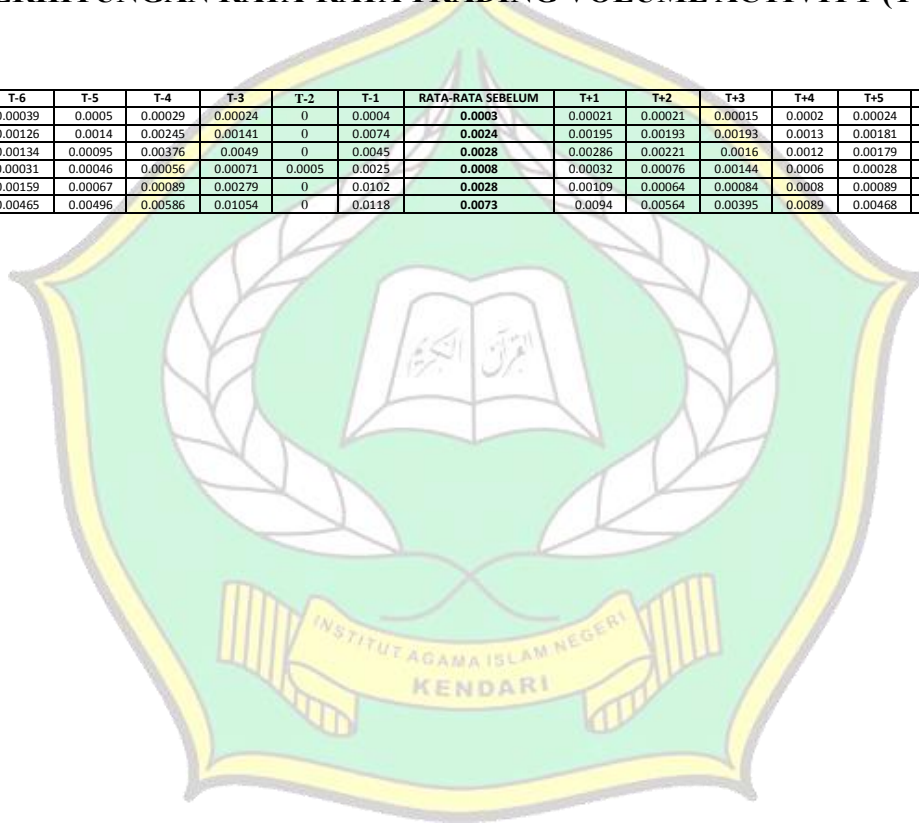 RATA-RATA TRADING VOLUME ACTIVITY
T-6 T-5 T-4 T-3 T-2 T-1 RATA-RATA SEBELUM T+1 T+2 T+3 T+4 T+5
0.00039 0.0005 0.00029 0.00024 0 0.0004 0.0003 0.00021 0.00021 0.00015 0.0002 0.00024
0.00126 0.0014 0.00245 0.00141 0 0.0074 0.0024 0.00195 0.00193 0.00193 0.0013 0.00181
0.00134 0.00095 0.00376 0.0049 0 0.0045 0.0028 0.00286 0.00221 0.0016 0.0012 0.00179
0.00031 0.00046 0.00056 0.00071 0.0005 0.0025 0.0008 0.00032 0.00076 0.00144 0.0006 0.00028
0.00159 0.00067 0.00089 0.00279 0 0.0102 0.0028 0.00109 0.00064 0.00084 0.0008 0.00089
0.00465 0.00496 0.00586 0.01054 0 0.0118 0.0073 0.0094 0.00564 0.00395 0.0089 0.00468
القرآن الكريم
INSTITUT AGAMA ISLAM NEGERI
KENDARI